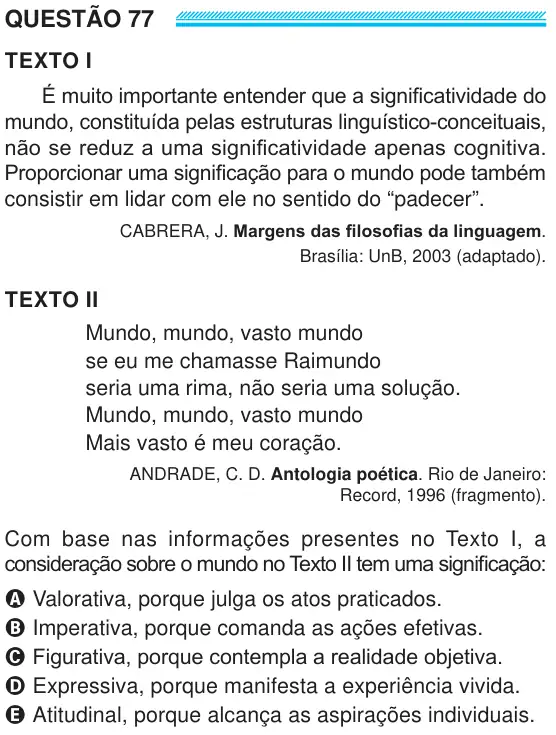 QUESTÃO 77
TEXTO I
É muito importante entender que a significatividade do
mundo, constituída pelas estruturas linguístico-conceituais,
não se reduz a uma significatividade apenas cognitiva.
Proporcionar uma significação para o mundo pode também
consistir em lidar com ele no sentido do “padecer”.
CABRERA, J. Margens das filosofias da linguagem.
Brasília: UnB, 2003 (adaptado).
TEXTO II
Mundo, mundo, vasto mundo
se eu me chamasse Raimundo
seria uma rima, não seria uma solução.
Mundo, mundo, vasto mundo
Mais vasto é meu coração.
ANDRADE, C. D. Antologia poética. Rio de Janeiro:
Record, 1996 (fragmento).
Com base nas informações presentes no Texto I, a
consideração sobre o mundo no Texto II tem uma significação:
A Valorativa, porque julga os atos praticados.
B Imperativa, porque comanda as ações efetivas.
C Figurativa, porque contempla a realidade objetiva.
D Expressiva, porque manifesta a experiência vivida.
E Atitudinal, porque alcança as aspirações individuais.